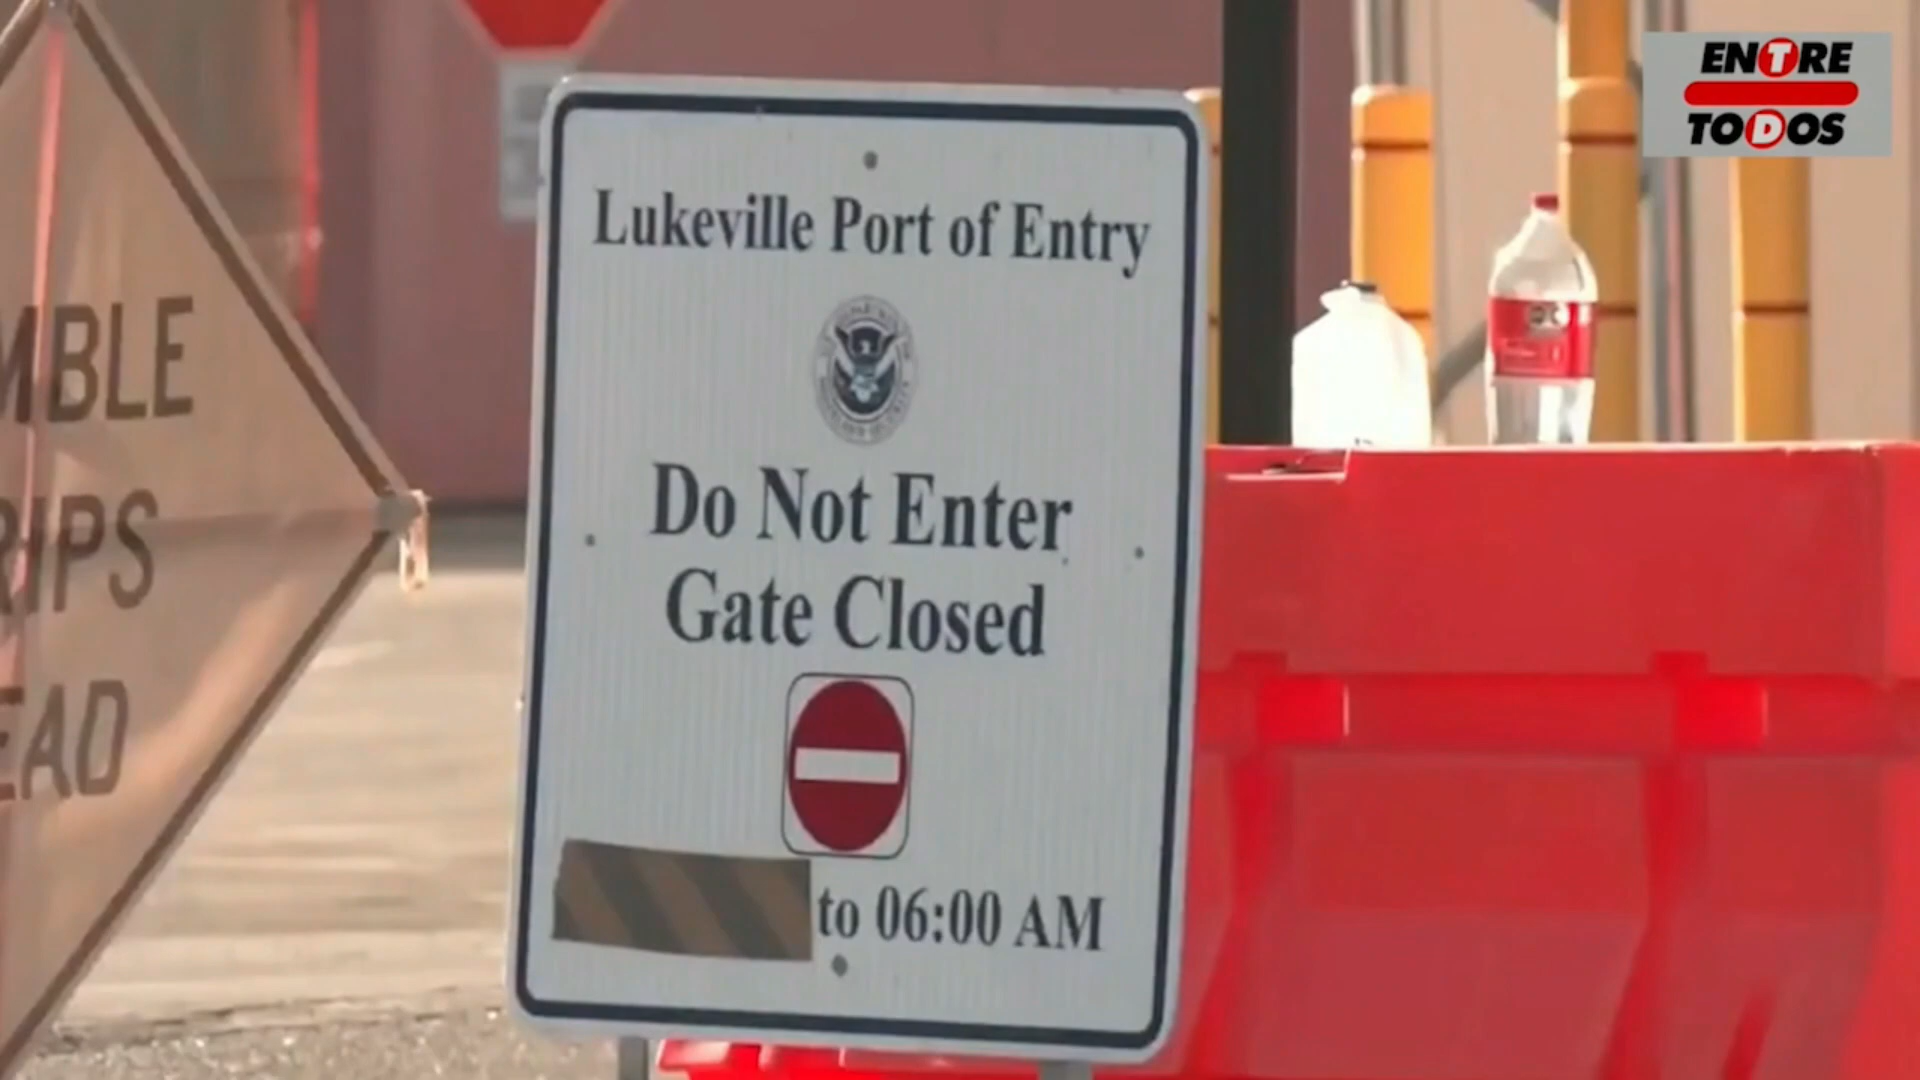 ENTRE
TODOS
MBLE
RIPS
EAD
Lukeville Port of Entry
Do Not Enter
Gate Closed
to 06:00 AM